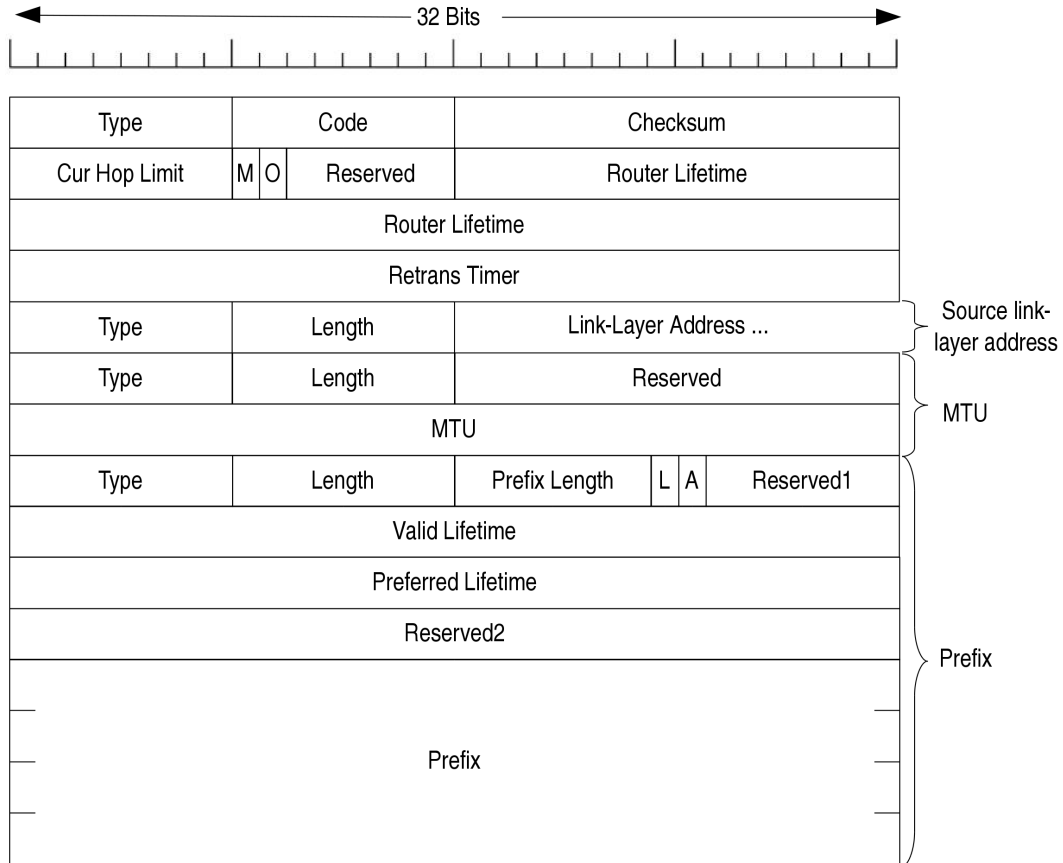 32 Bits
Type Code Checksum
Cur Hop Limit M O Reserved Router Lifetime
Router Lifetime
Retrans Timer
Type Length Link-Layer Address ...
Source link-
layer address
Type Length Reserved
MTU
MTU
Type Length Prefix Length L A Reserved1
Valid Lifetime
Preferred Lifetime
Reserved2
Prefix
Prefix